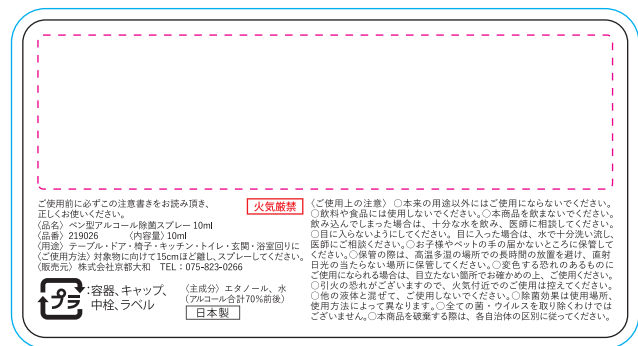 ご使用前に必ずこの注意書きをお読み頂き、
正しくお使いください。
〈品名〉ペン型アルコール除菌スプレー 10ml
〈品番〉219026 〈内容量〉10ml
〈用途〉テーブル・ドア・椅子・キッチン・トイレ・玄関・浴室回りに
〈ご使用方法〉対象物に向けて15cmほど離し、スプレーしてください。
〈販売元〉株式会社京都大和 TEL：075-823-0266
プラ
:容器、キャップ、
中栓、ラベル
〈主成分〉エタノール、水
(アルコール合計70%前後)
日本製
火気厳禁
〈ご使用上の注意〉○本来の用途以外にはご使用にならないでください。
○飲料や食品には使用しないでください。○本商品を飲まないでください。
飲み込んでしまった場合は、十分な水を飲み、医師に相談してください。
○目に入らないようにしてください。目に入った場合は、水で十分洗い流し、
医師にご相談ください。○お子様やペットの手の届かないところに保管して
ください。○保管の際は、高温多湿の場所での長時間の放置を避け、直射
日光の当たらない場所に保管してください。○変色する恐れのあるものに
ご使用になられる場合は、目立たない箇所でお確かめの上、ご使用ください。
○引火の恐れがございますので、火気付近でのご使用は控えてください。
○他の液体と混ぜて、ご使用しないでください。○除菌効果は使用場所、
使用方法によって異なります。○全ての菌・ウイルスを取り除くわけでは
ございません。○本商品を破棄する際は、各自治体の区別に従ってください。